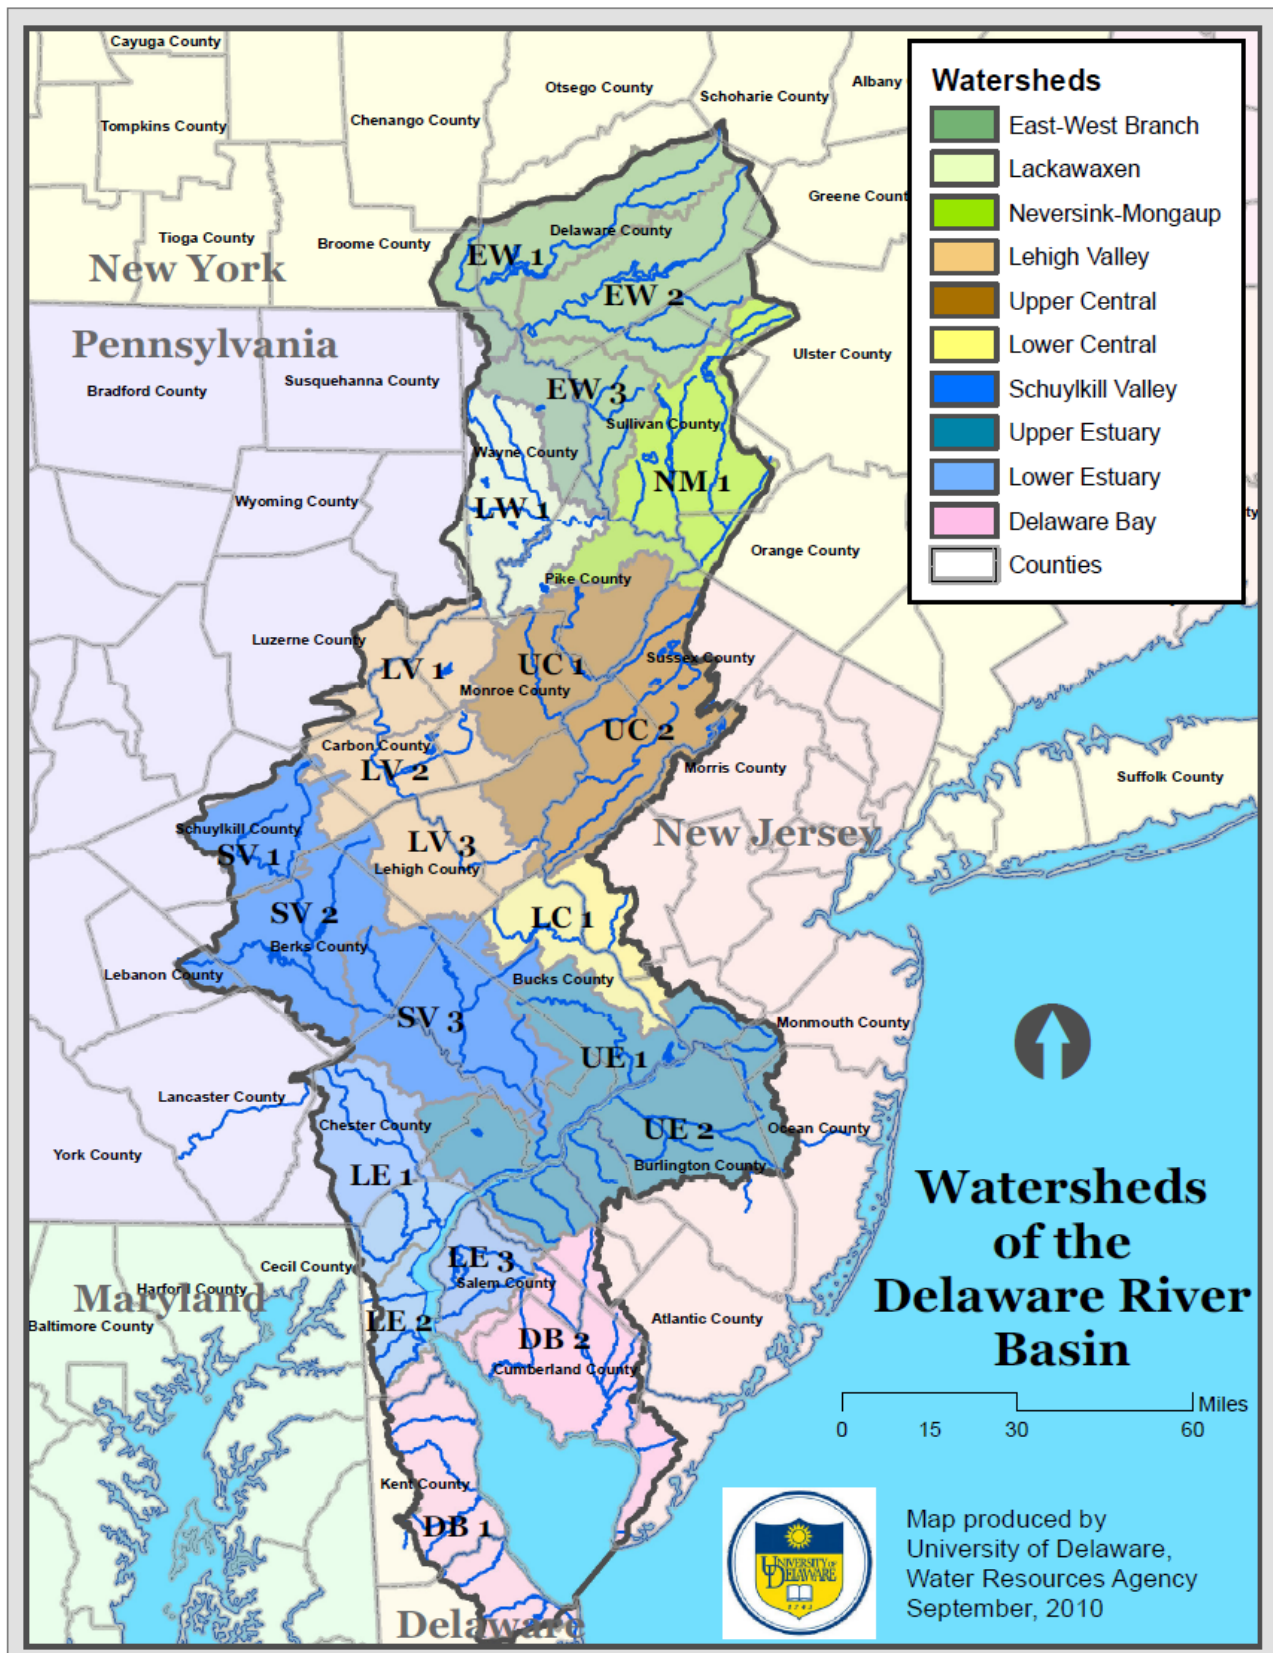 Cayuga County
Otsego County
Albany
Schoharie County
Tompkins County
Chenango County
Greene Count
Tioga County
Broome County
Delaware County
New York
EW 1
EW 2
Pennsylvania
Ulster County
Bradford County
Susquehanna County
EW 3
Sullivan County
Wayne County
NM 1
Wyoming County
LW 1
ty
Orange County
Pike County
Luzerne County
LV 1
UC 1
Sussex County
Monroe County
UC 2
Carbon County
LV 2
Morris County
Suffolk County
Schuylkill County
SV 1
LV 3
New Jersey
Lehigh County
SV 2
LC 1
Berks County
Lebanon County
Bucks County
SV 3
Monmouth County
UE 1
Lancaster County
Chester County
UE 2
Ocean County
York County
LE 1
Burlington County
LE 3
Cecil County
Salem County
Harford County
Maryland
Baltimore County
LE 2
DB 2
Atlantic County
Cumberland County
Kent County
DB 1
Delaware
Watersheds
East-West Branch
Lackawaxen
Neversink-Mongaup
Lehigh Valley
Upper Central
Lower Central
Schuylkill Valley
Upper Estuary
Lower Estuary
Delaware Bay
Counties
Watersheds
of the
Delaware River
Basin
Miles
0 15 30 60
UNIVERSITY OF
DELAWARE
1743
Map produced by
University of Delaware,
Water Resources Agency
September, 2010